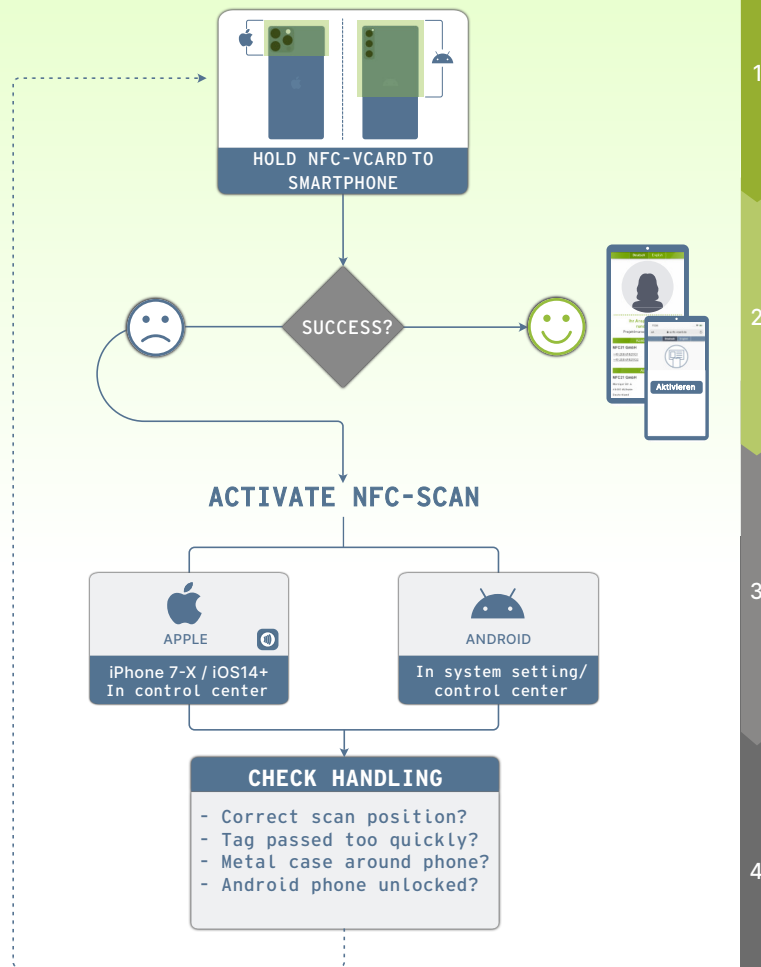 HOLD NFC-VCARD TO
SMARTPHONE
1
SUCCESS?
2
Aktivieren
ACTIVATE NFC-SCAN
3
APPLE
iPhone 7-X / iOS14+
In control center
ANDROID
In system setting/
control center
CHECK HANDLING
- Correct scan position?
- Tag passed too quickly?
- Metal case around phone?
- Android phone unlocked?
4